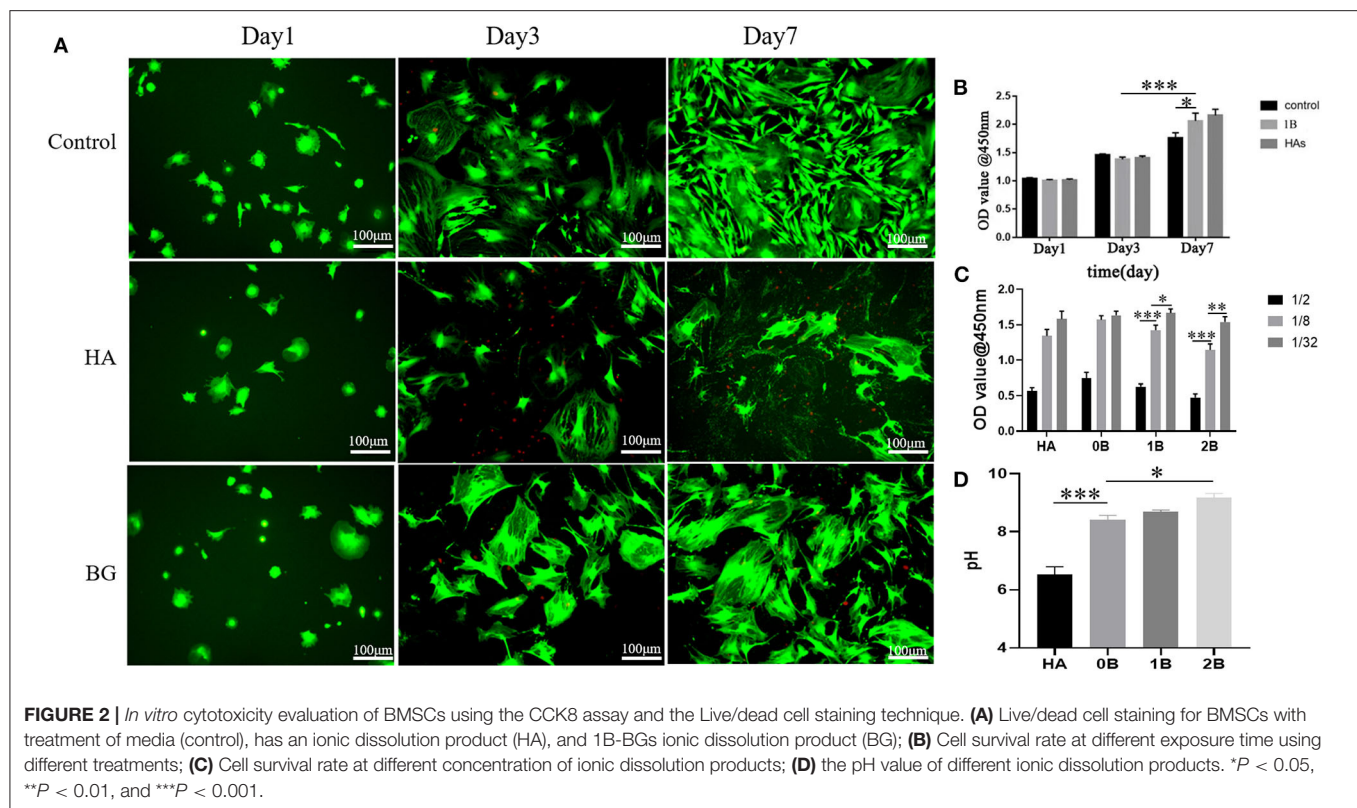 A
Day1 Day3 Day7
Control
100μm 100μm 100μm
HA
100μm 100μm 100μm
BG
100μm 100μm 100μm
B
OD value @450nm
2.5
2.0
1.5
1.0
0.5
0.0
***
*
control
1B
HAs
Day1 Day3 Day7
time(day)
C
OD value@450nm
2.0
1.5
1.0
0.5
0.0
*** * *** **
1/2
1/8
1/32
HA 0B 1B 2B
D
pH
10
8
6
4
*** *
HA 0B 1B 2B
FIGURE 2 | In vitro cytotoxicity evaluation of BMSCs using the CCK8 assay and the Live/dead cell staining technique. (A) Live/dead cell staining for BMSCs with
treatment of media (control), has an ionic dissolution product (HA), and 1B-BGs ionic dissolution product (BG); (B) Cell survival rate at different exposure time using
different treatments; (C) Cell survival rate at different concentration of ionic dissolution products; (D) the pH value of different ionic dissolution products. *P < 0.05,
**P < 0.01, and ***P < 0.001.